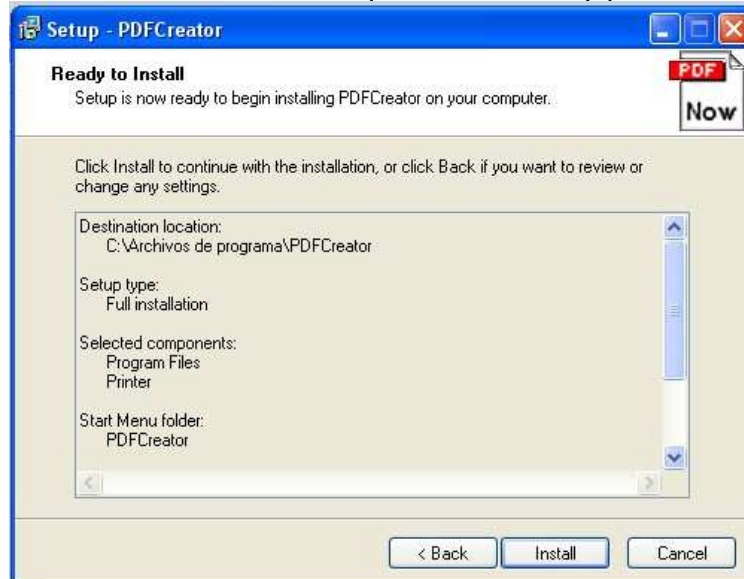 Setup - PDFCreator
Ready to Install
Setup is now ready to begin installing PDFCreator on your computer.
PDF
Now
Click Install to continue with the installation, or click Back if you want to review or
change any settings.
Destination location:
C:\Archivos de programa\PDFCreator
Setup type:
Full installation
Selected components:
Program Files
Printer
Start Menu folder:
PDFCreator
< Back
Install
Cancel